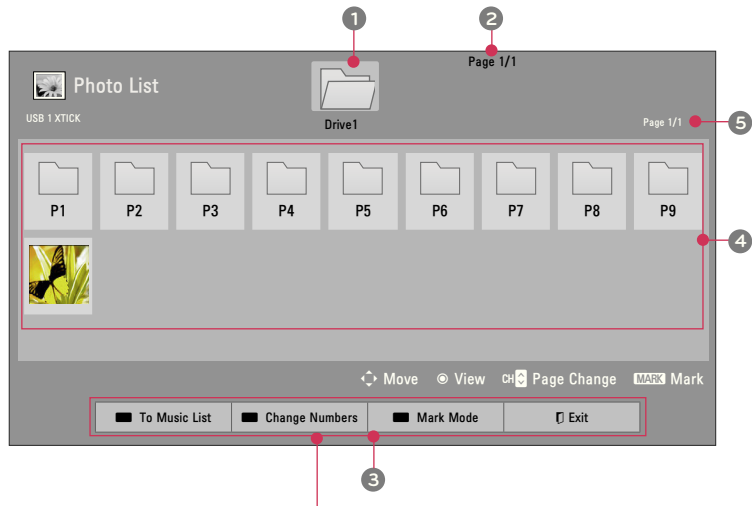 1
2
Page 1/1
Photo List
USB 1 XTICK
Drive1
Page 1/1
5
P1 P2 P3 P4 P5 P6 P7 P8 P9
4
Move View CH Page Change MARK Mark
To Music List Change Numbers Mark Mode Exit
3